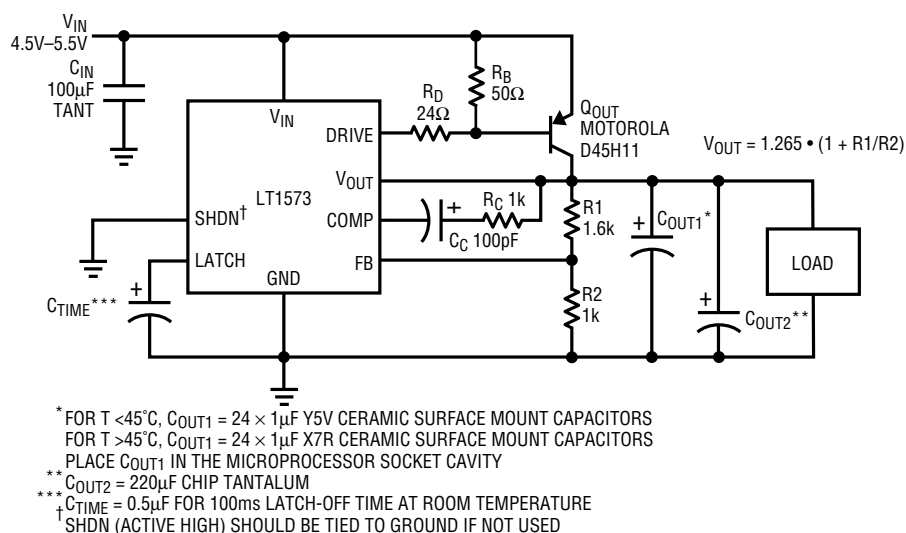 V_IN
4.5V–5.5V
C_IN
100µF
TANT
R_D
24Ω
R_B
50Ω
Q_OUT
MOTOROLA
D45H11
V_OUT = 1.265 • (1 + R1/R2)
V_IN
DRIVE
V_OUT
LT1573
COMP
SHDN†
LATCH
FB
GND
+
R_C 1k
C_C 100pF
R1
1.6k
R2
1k
+
C_OUT1*
+
C_OUT2**
LOAD
+
C_TIME***
*FOR T <45°C, C_OUT1 = 24 × 1µF Y5V CERAMIC SURFACE MOUNT CAPACITORS
FOR T >45°C, C_OUT1 = 24 × 1µF X7R CERAMIC SURFACE MOUNT CAPACITORS
PLACE C_OUT1 IN THE MICROPROCESSOR SOCKET CAVITY
**C_OUT2 = 220µF CHIP TANTALUM
***C_TIME = 0.5µF FOR 100ms LATCH-OFF TIME AT ROOM TEMPERATURE
†SHDN (ACTIVE HIGH) SHOULD BE TIED TO GROUND IF NOT USED